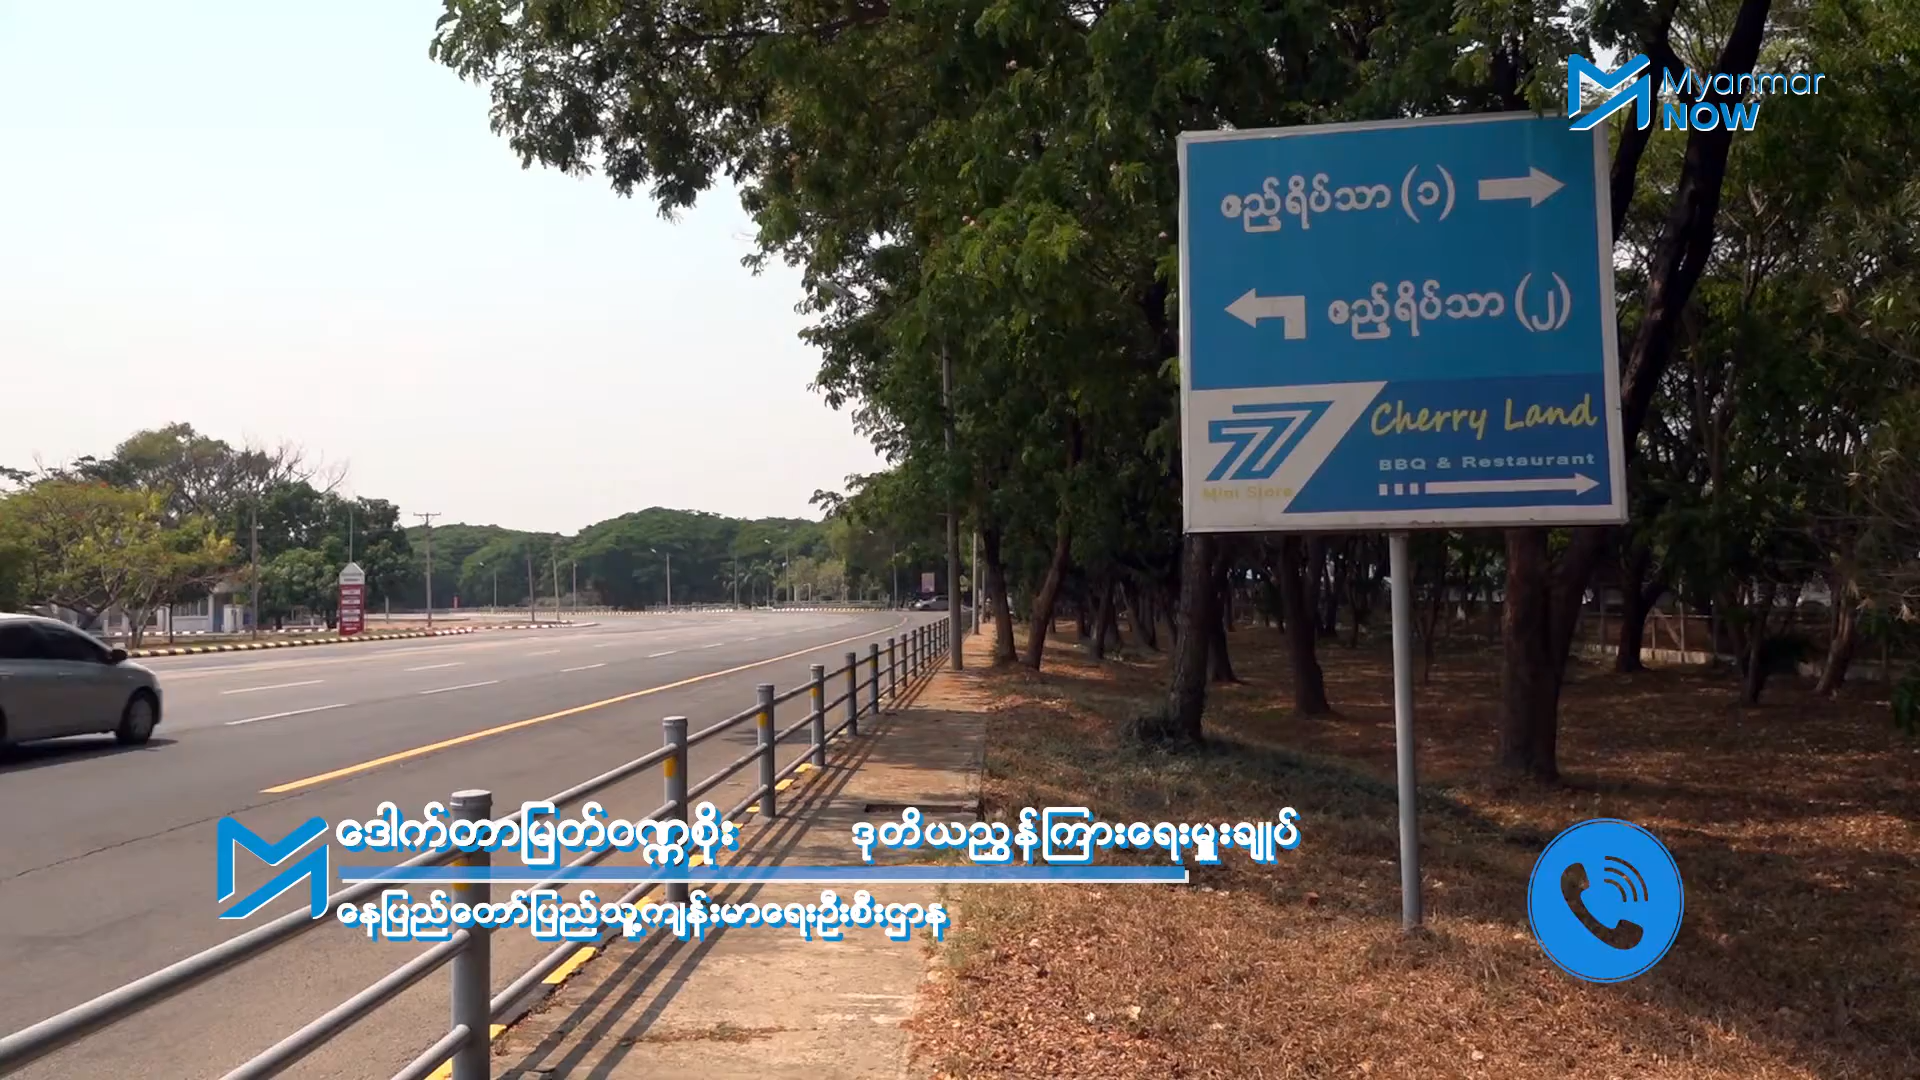 Myanmar
NOW
ဧည့်ရိပ်သာ (၁)
ဧည့်ရိပ်သာ (၂)
Cherry Land
BBQ & Restaurant
Mini Store
ဒေါက်တာမြတ်ဝဏ္ဏစိုး ဒုတိယညွှန်ကြားရေးမှူးချုပ်
နေပြည်တော်ပြည်သူ့ကျန်းမာရေးဦးစီးဌာန